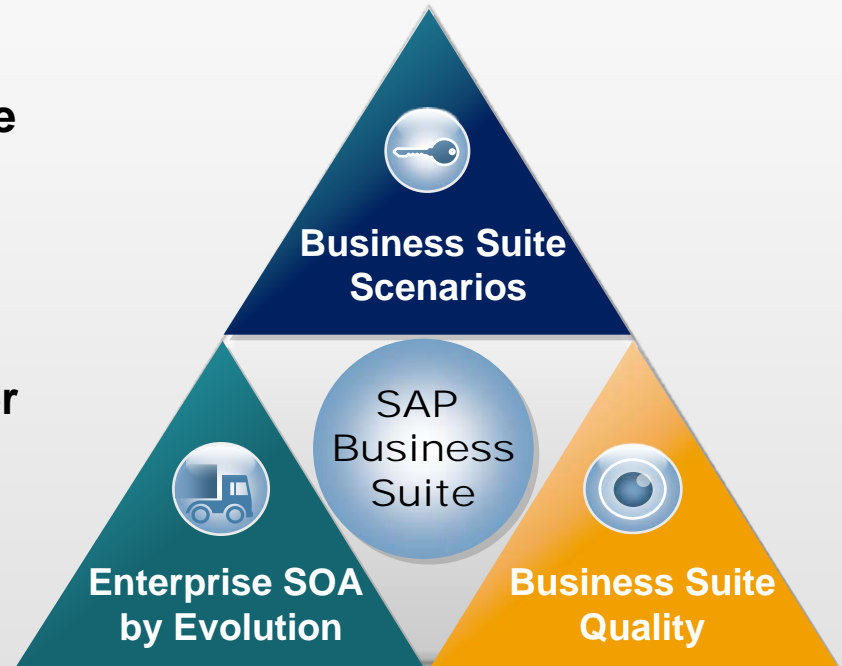 e
Business Suite
Scenarios
r
SAP
Business
Suite
Enterprise SOA
by Evolution
Business Suite
Quality